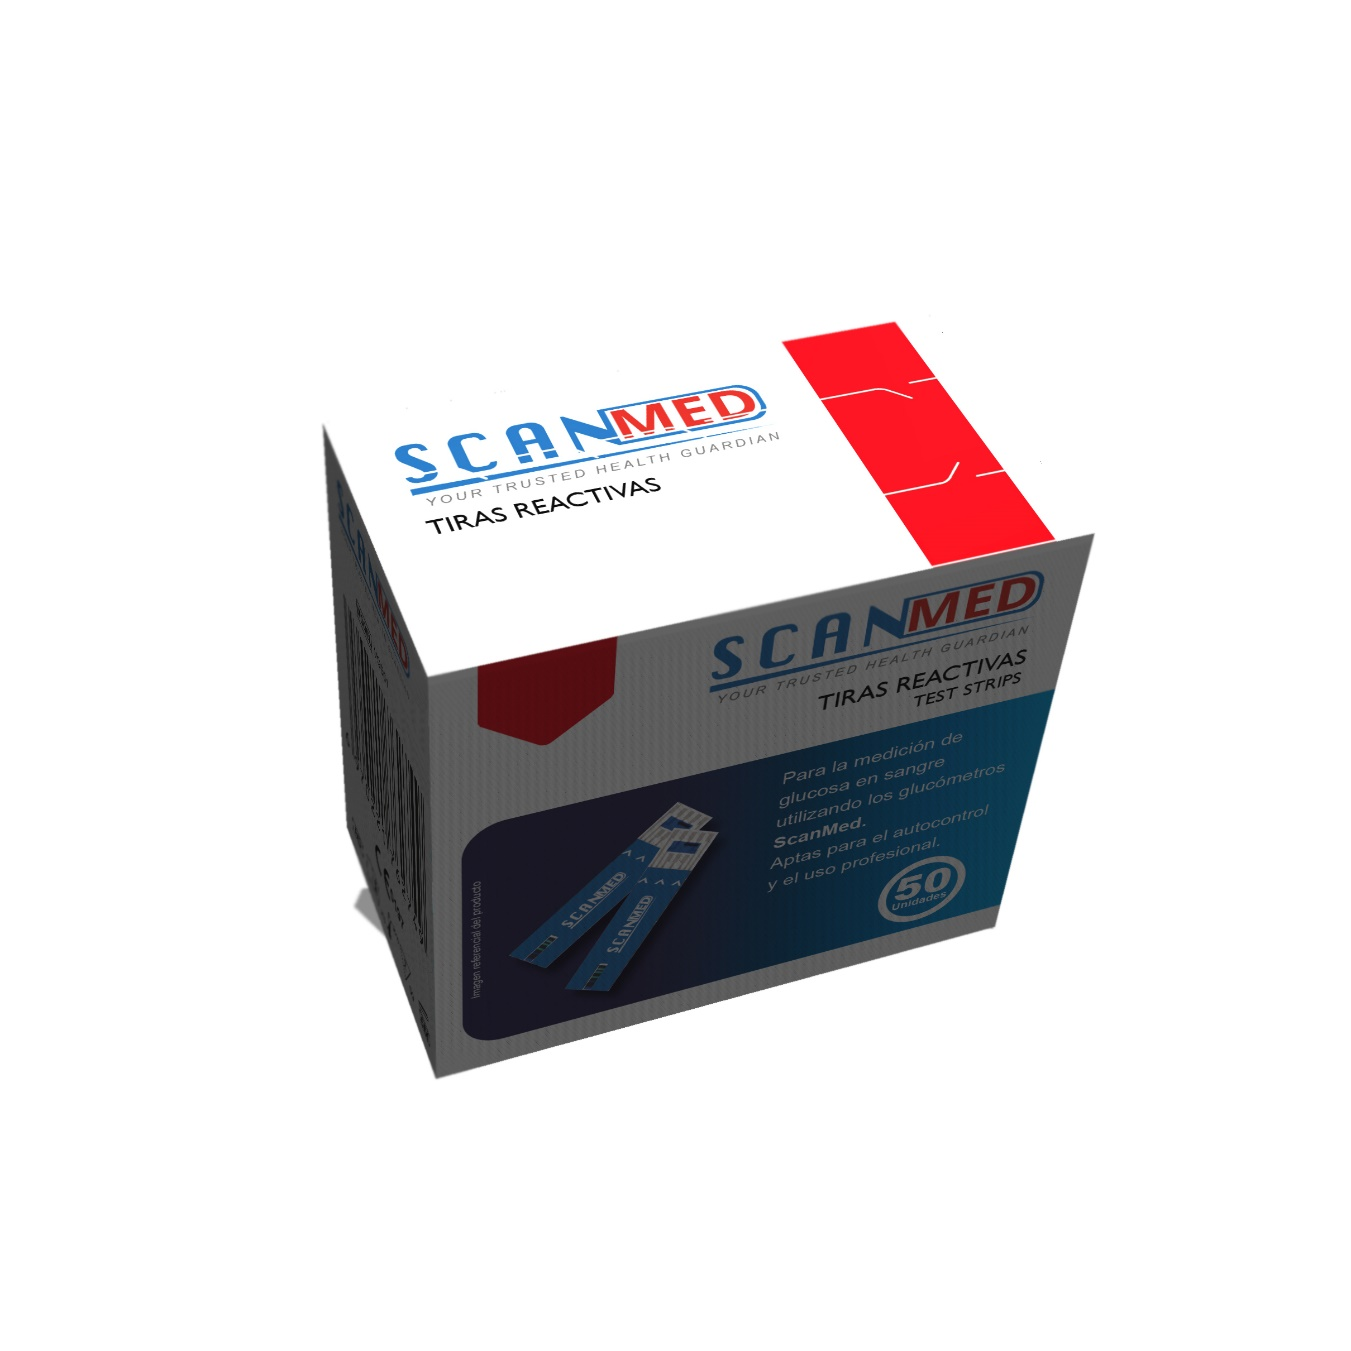 SCANMED
YOUR TRUSTED HEALTH GUARDIAN
TIRAS REACTIVAS
SCANMED
YOUR TRUSTED HEALTH GUARDIAN
TIRAS REACTIVAS
TEST STRIPS
Para la medición de
glucosa en sangre
utilizando los glucómetros
ScanMed.
Aptas para el autocontrol
y el uso profesional.
50
Unidades
SCANMED
SCANMED
Imagen referencial del producto
SCANMED